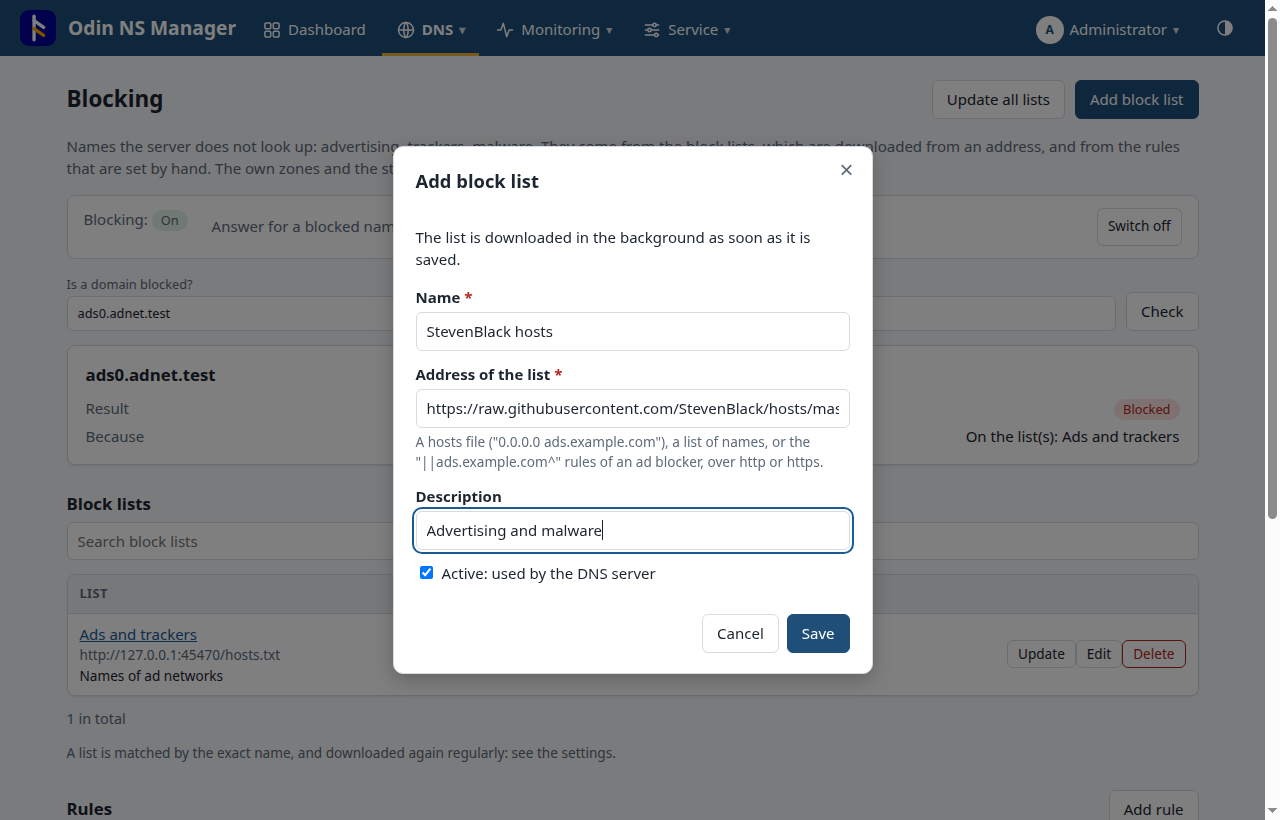 Odin NS Manager
Dashboard
DNS
Monitoring
Service
A
Administrator
Blocking
Update all lists
Add block list
Names the server does not look up: advertising, trackers, malware. They come from the block lists, which are downloaded from an address, and from the rules
that are set by hand. The own zones and the st
Blocking: On
Answer for a blocked nam
Switch off
Is a domain blocked?
ads0.adnet.test
Check
ads0.adnet.test
Result
Blocked
Because
On the list(s): Ads and trackers
Block lists
Search block lists
LIST
Ads and trackers
http://127.0.0.1:45470/hosts.txt
Names of ad networks
Update
Edit
Delete
1 in total
A list is matched by the exact name, and downloaded again regularly: see the settings.
Rules
Add rule
Add block list
The list is downloaded in the background as soon as it is
saved.
Name *
StevenBlack hosts
Address of the list *
https://raw.githubusercontent.com/StevenBlack/hosts/mas
A hosts file ("0.0.0.0 ads.example.com"), a list of names, or the
"||ads.example.com^" rules of an ad blocker, over http or https.
Description
Advertising and malware
Active: used by the DNS server
Cancel
Save